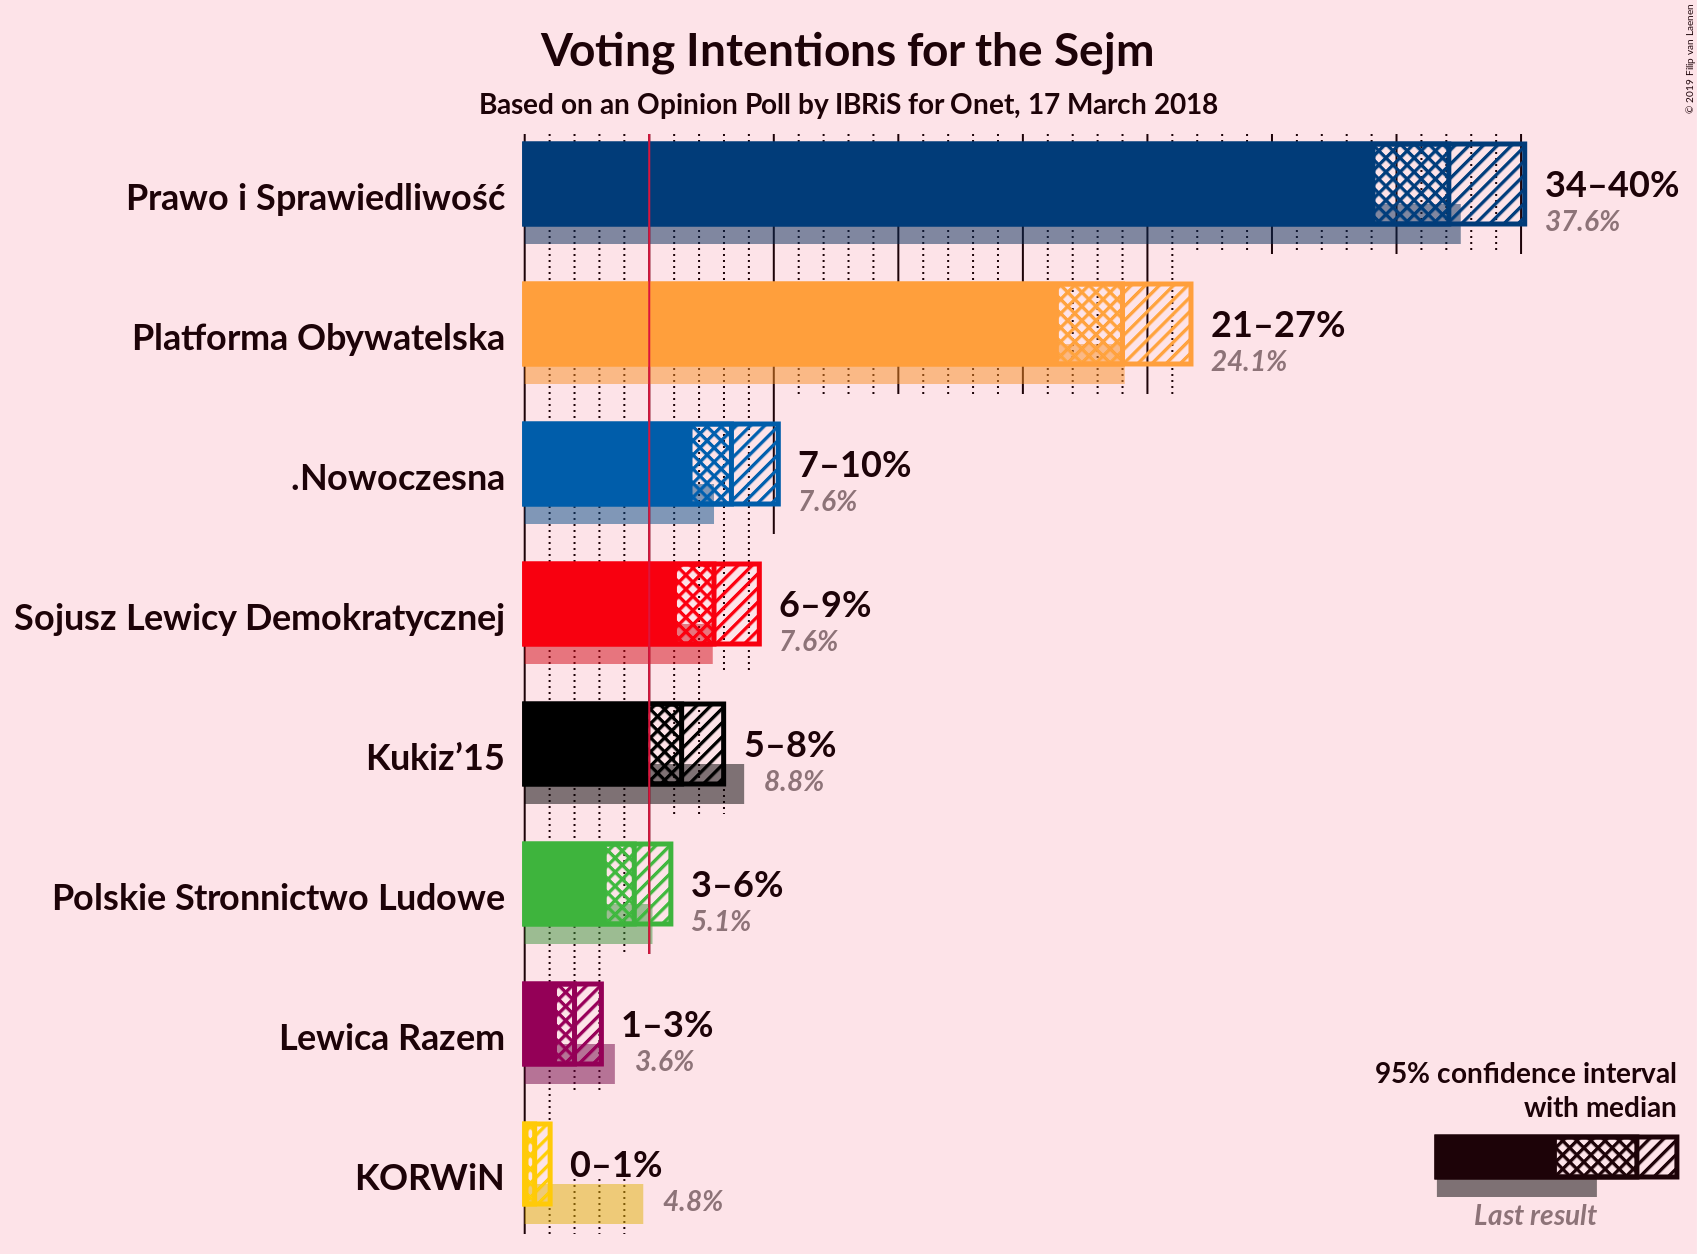 Voting Intentions for the Sejm
Based on an Opinion Poll by IBRiS for Onet, 17 March 2018
© 2019 Filip van Laenen
Prawo i Sprawiedliwość
34–40%
37.6%
Platforma Obywatelska
21–27%
24.1%
.Nowoczesna
7–10%
7.6%
Sojusz Lewicy Demokratycznej
6–9%
7.6%
Kukiz’15
5–8%
8.8%
Polskie Stronnictwo Ludowe
3–6%
5.1%
Lewica Razem
1–3%
3.6%
KORWiN
0–1%
4.8%
95% confidence interval
with median
Last result